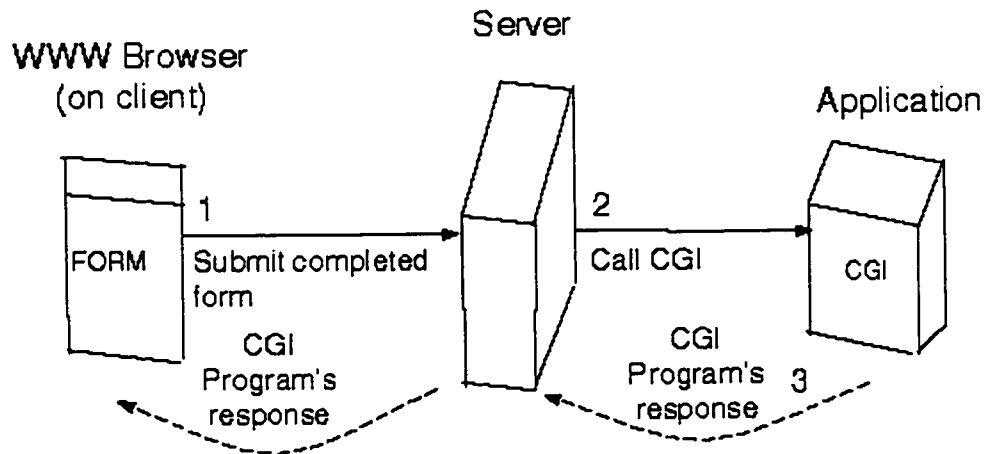 Server
WWW Browser
(on client)
Application
1
2
FORM
Submit completed
form
Call CGI
CGI
CGI
Program's
response
CGI
Program's
response
3